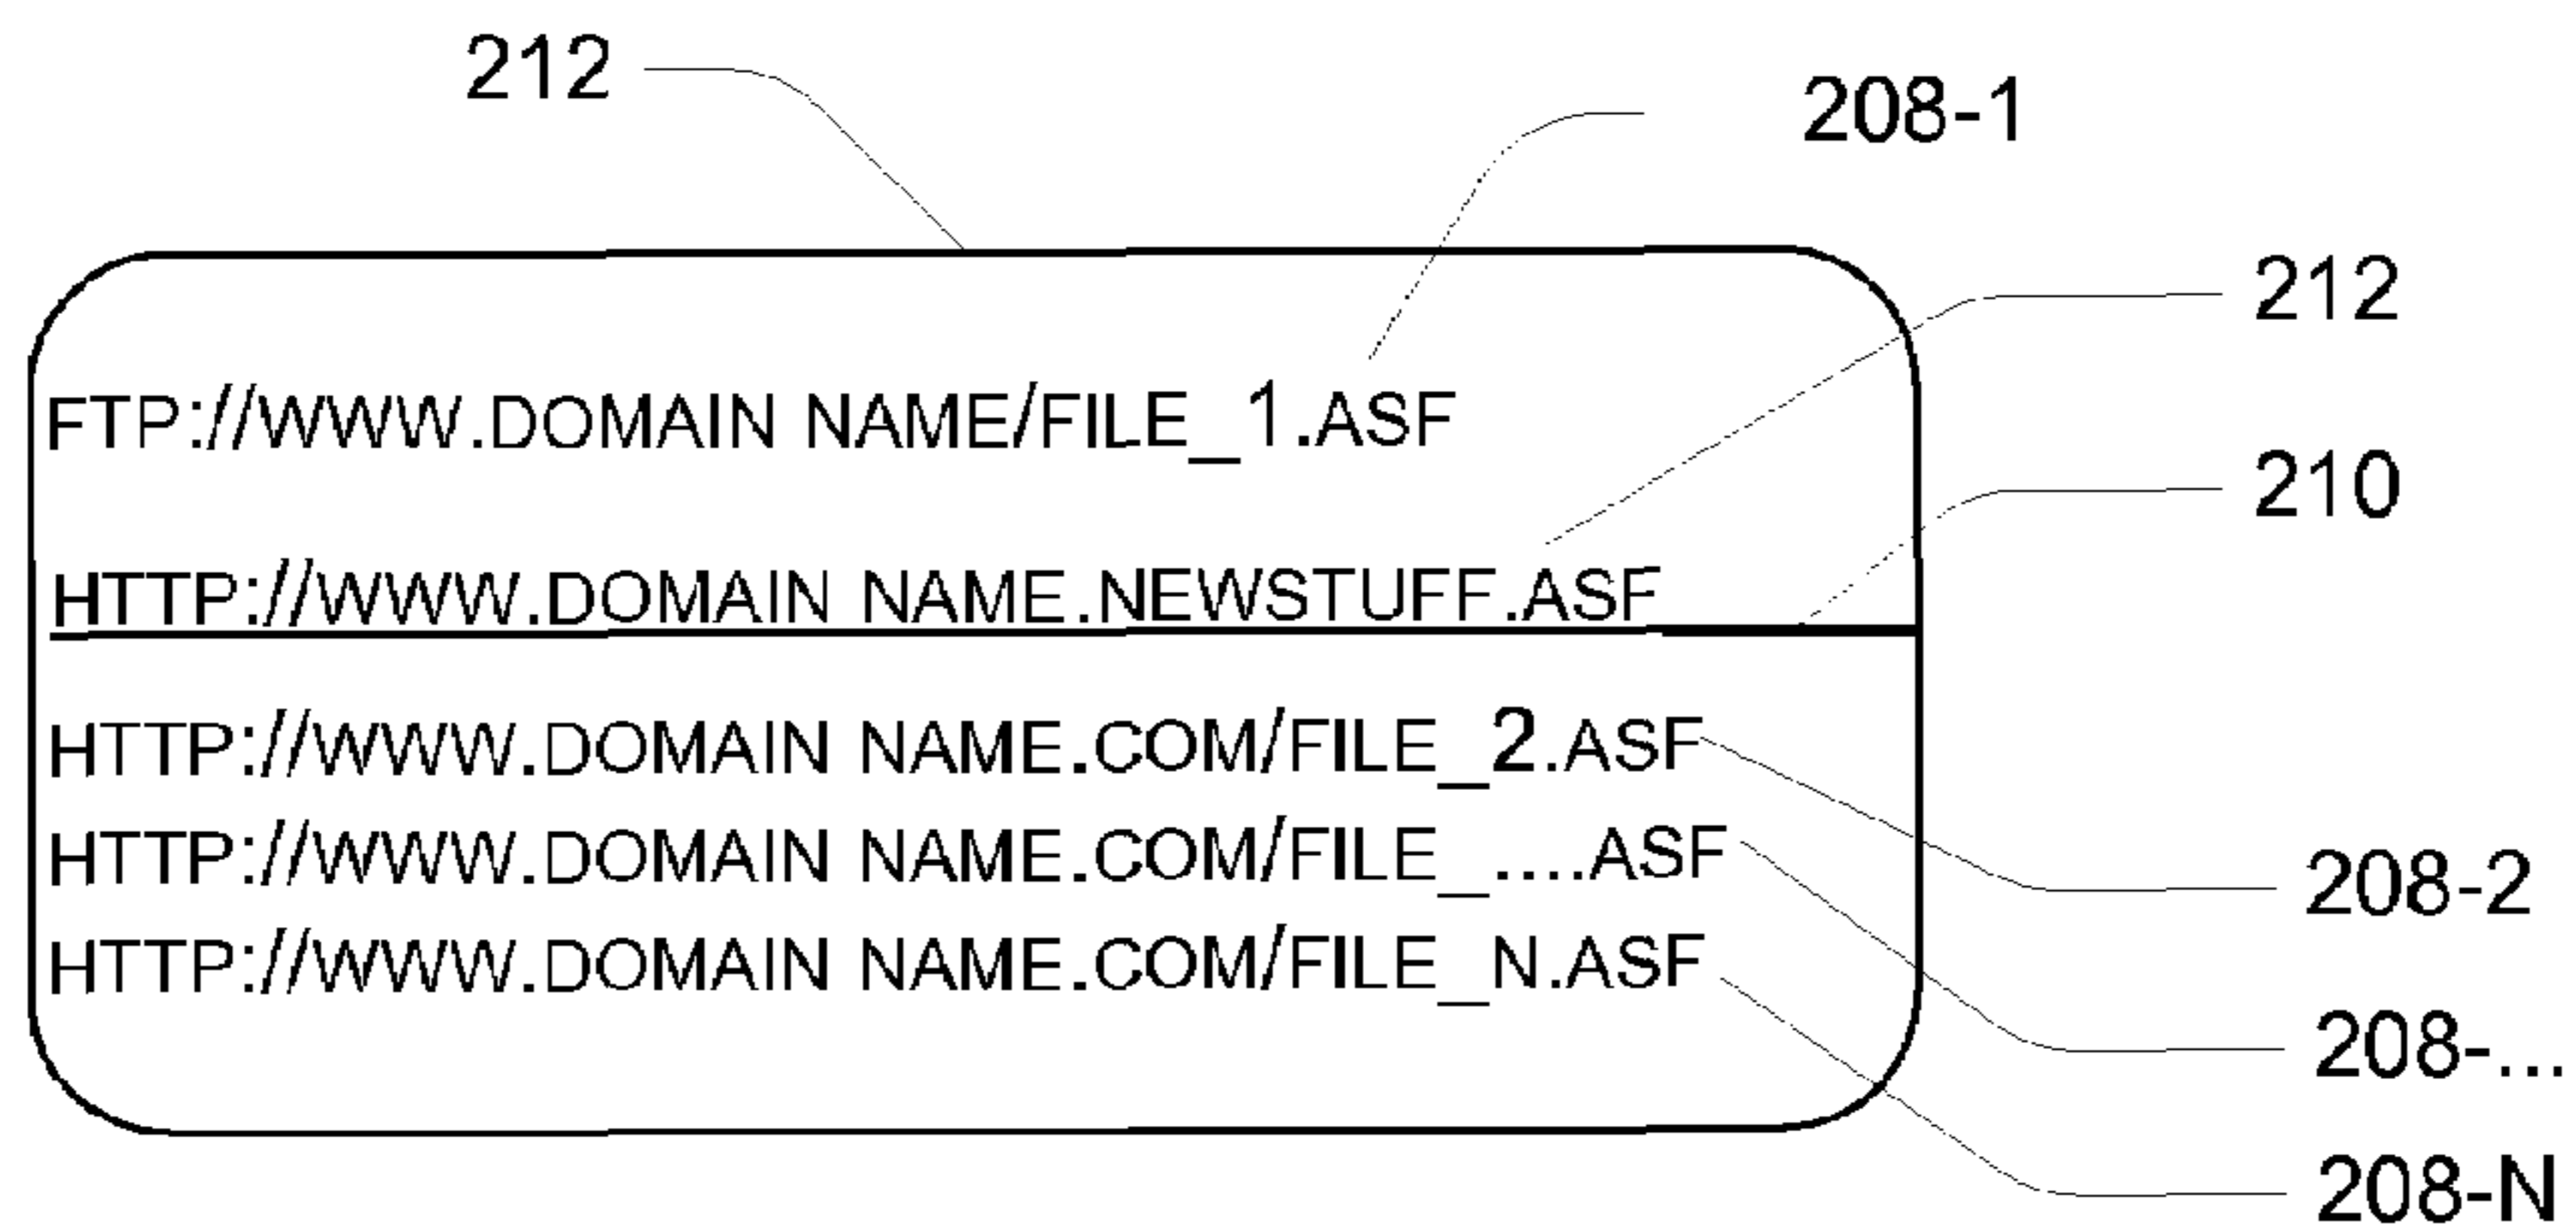 212
208-1
212
FTP://WWW.DOMAIN NAME/FILE_1.ASF
210
HTTP://WWW.DOMAIN NAME.NEWSTUFF.ASF
HTTP://WWW.DOMAIN NAME.COM/FILE_2.ASF
HTTP://WWW.DOMAIN NAME.COM/FILE_....ASF
208-2
HTTP://WWW.DOMAIN NAME.COM/FILE_N.ASF
208-...
208-N